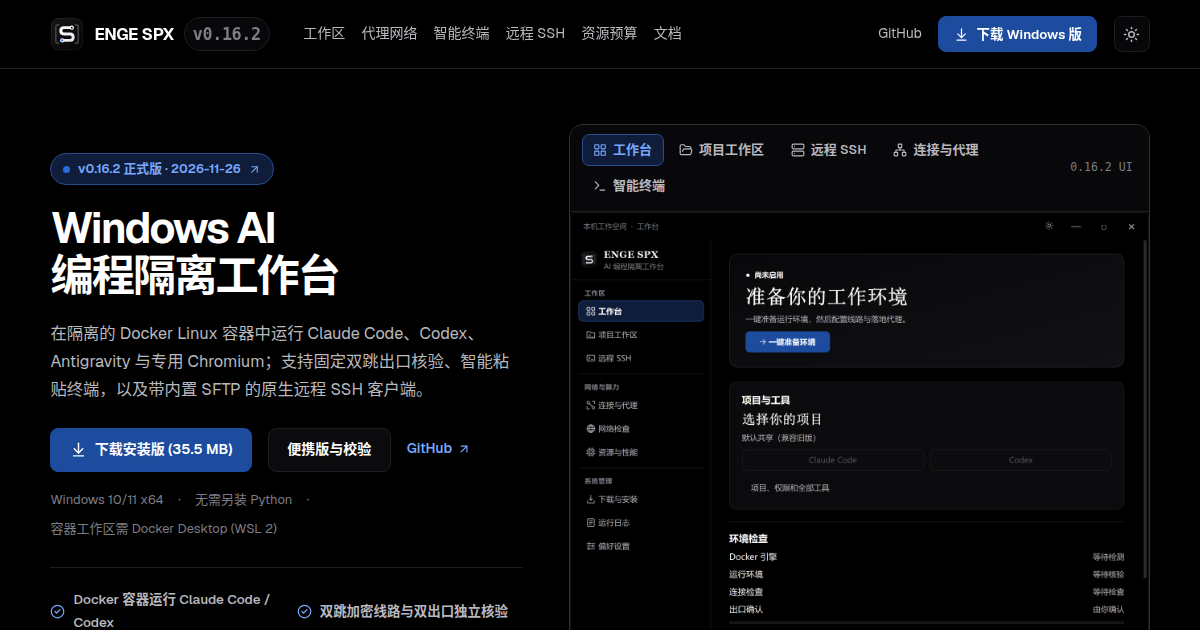 ENGE SPX v0.16.2 工作区 代理网络 智能终端 远程 SSH 资源预算 文档 GitHub 下载 Windows 版
v0.16.2 正式版 · 2026-11-26
Windows AI
编程隔离工作台
在隔离的 Docker Linux 容器中运行 Claude Code、Codex、
Antigravity 与专用 Chromium；支持固定双跳出口核验、智能粘
贴终端，以及带内置 SFTP 的原生远程 SSH 客户端。
下载安装版 (35.5 MB) 便携版与校验 GitHub
Windows 10/11 x64 · 无需另装 Python ·
容器工作区需 Docker Desktop (WSL 2)
Docker 容器运行 Claude Code /
Codex
双跳加密线路与双出口独立核验
工作台 项目工作区 远程 SSH 连接与代理
智能终端
0.16.2 UI
本机工作空间 · 工作台
ENGE SPX
AI 编程隔离工作台
工作区
工作台
项目工作区
远程 SSH
网络与算力
连接与代理
网络检查
资源与性能
系统管理
下载与安装
运行日志
偏好设置
尚未启用
准备你的工作环境
一键准备运行环境，然后配置线路与落地代理。
一键准备环境
项目与工具
选择你的项目
默认共享（兼容旧版）
Claude Code Codex
项目、权限和全部工具
环境检查
Docker 引擎 等待检测
运行环境 等待核验
连接检查 等待检查
出口确认 由你确认